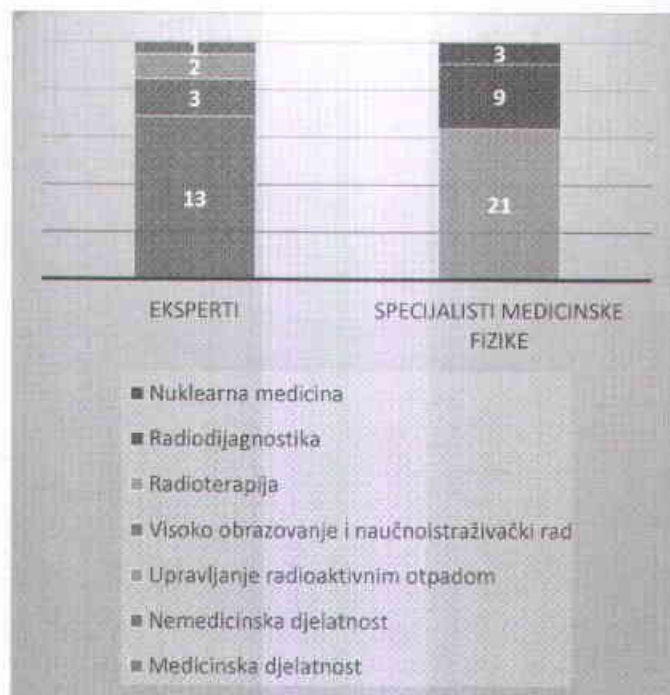 1
2
3
13
3
9
21
EKSPERTI
SPECIJALISTI MEDICINSKE
FIZIKE
Nuklearna medicina
Radiodijagnostika
Radioterapija
Visoko obrazovanje i naučnoistraživački rad
Upravljanje radioaktivnim otpadom
Nemedicinska djelatnost
Medicinska djelatnost